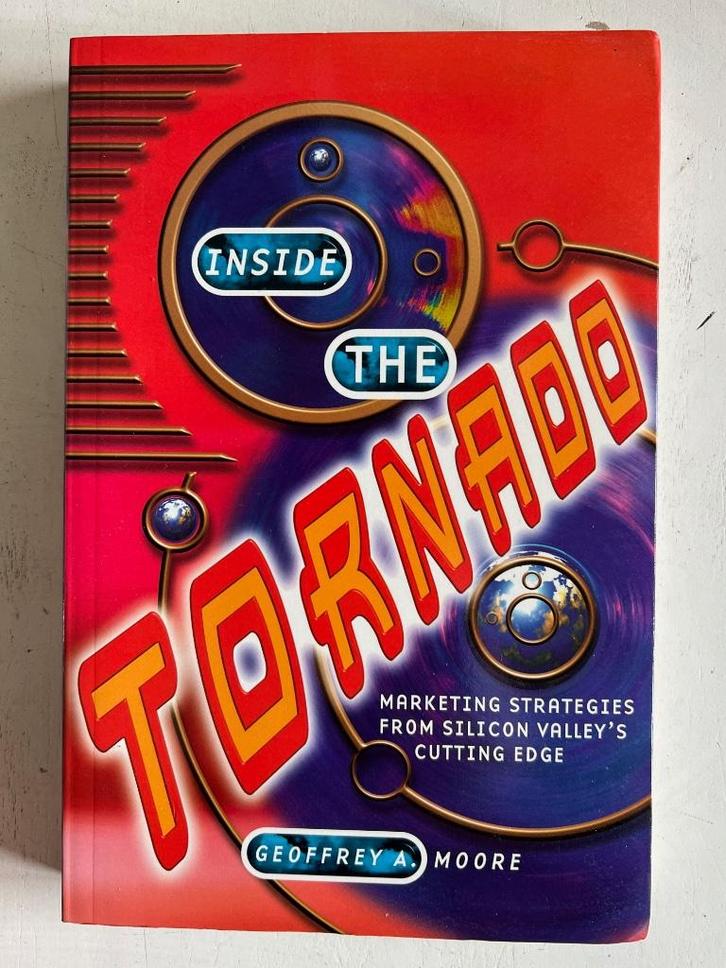 INSIDE
THE
TORNADO
MARKETING STRATEGIES
FROM SILICON VALLEY'S
CUTTING EDGE
GEOFFREY A. MOORE